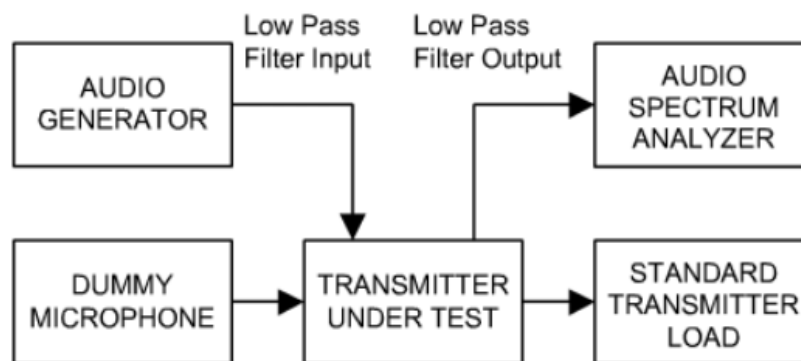 Low Pass
Filter Input
Low Pass
Filter Output
AUDIO
GENERATOR
AUDIO
SPECTRUM
ANALYZER
DUMMY
MICROPHONE
TRANSMITTER
UNDER TEST
STANDARD
TRANSMITTER
LOAD